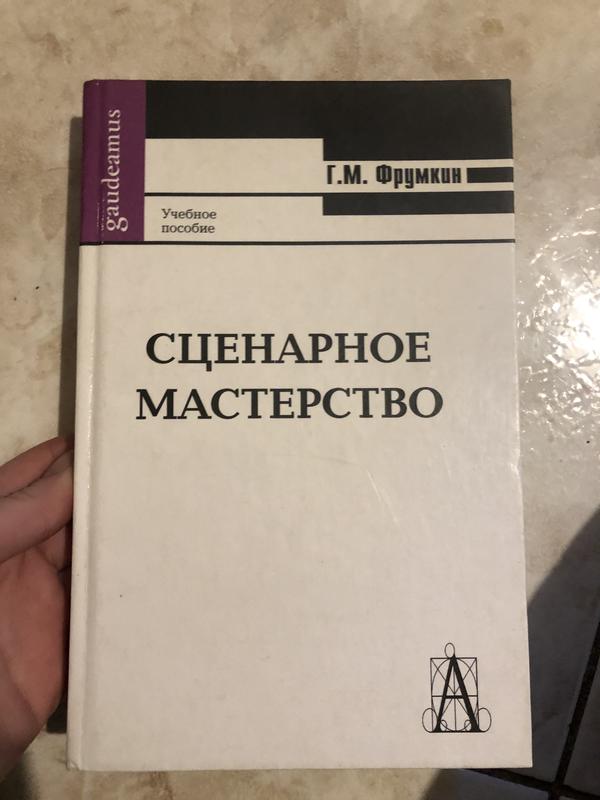 gaudeamus
Г.М. Фрумкин
Учебное
пособие
СЦЕНАРНОЕ
МАСТЕРСТВО
А